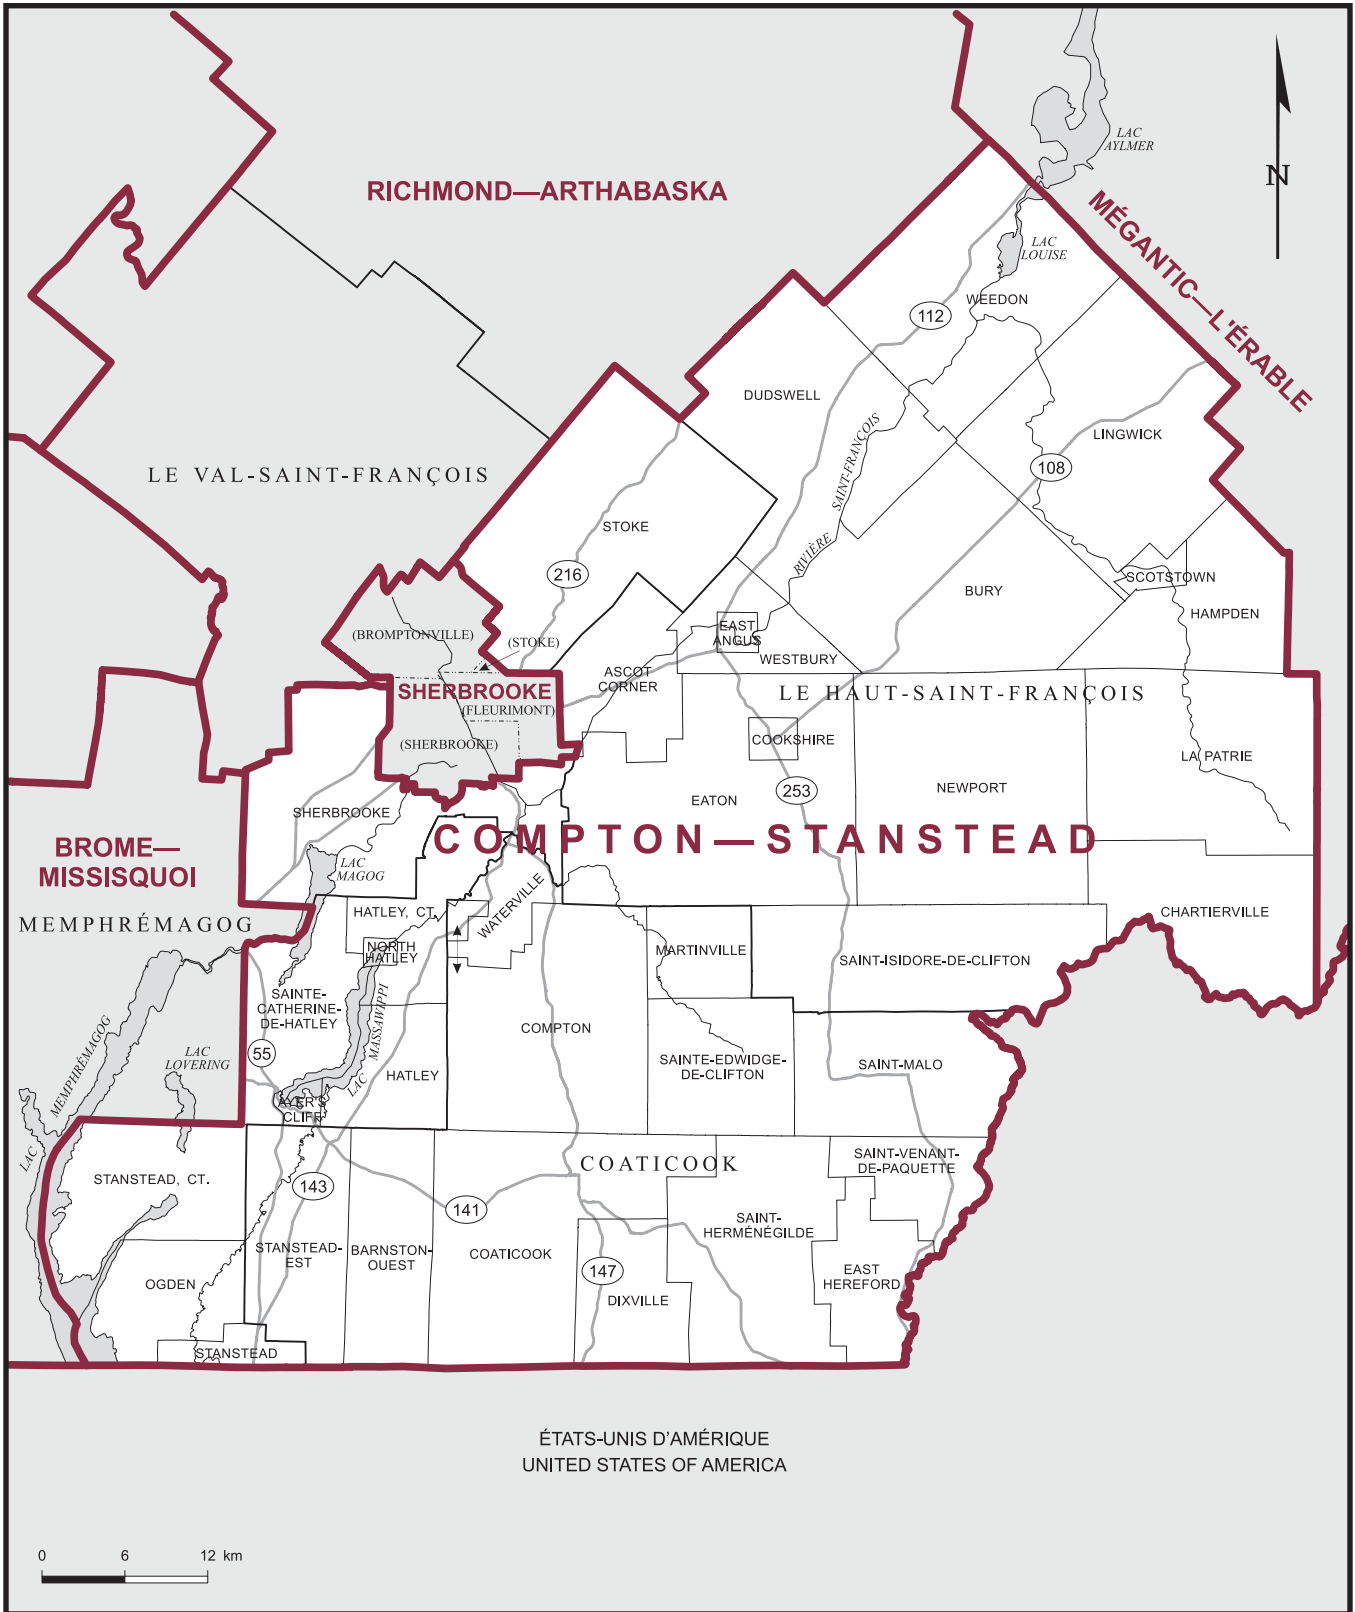 LAC
AYLMER
N
RICHMOND—ARTHABASKA
MÉGANTIC—L'ÉRABLE
LAC
LOUISE
WEEDON
112
DUDSWELL
LINGWICK
108
RIVIÈRE SAINT-FRANÇOIS
LE VAL-SAINT-FRANÇOIS
STOKE
216
SCOTSTOWN
BURY
HAMPDEN
(BROMPTONVILLE)
(STOKE)
EAST
ANGUS
WESTBURY
ASCOT
CORNER
SHERBROOKE
(FLEURIMONT)
LE HAUT-SAINT-FRANÇOIS
(SHERBROOKE)
COOKSHIRE
LA PATRIE
253
NEWPORT
EATON
SHERBROOKE
COMPTON—STANSTEAD
BROME—
MISSISQUOI
LAC
MAGOG
WATERVILLE
MEMPHRÉMAGOG
HATLEY, CT.
CHARTIERVILLE
NORTH
HATLEY
MARTINVILLE
SAINT-ISIDORE-DE-CLIFTON
SAINTE-
CATHERINE-
DE-HATLEY
LAC MASSAWIPPI
COMPTON
LAC MEMPHRÉMAGOG
LAC
LOVERING
55
SAINTE-EDWIDGE-
DE-CLIFTON
SAINT-MALO
HATLEY
AYER'S
CLIFF
SAINT-VENANT-
DE-PAQUETTE
COATICOOK
STANSTEAD, CT.
143
141
SAINT-
HERMÉNÉGILDE
STANSTEAD-
EST
BARNSTON-
OUEST
COATICOOK
EAST
HEREFORD
147
OGDEN
DIXVILLE
STANSTEAD
ÉTATS-UNIS D'AMÉRIQUE
UNITED STATES OF AMERICA
0 6 12 km